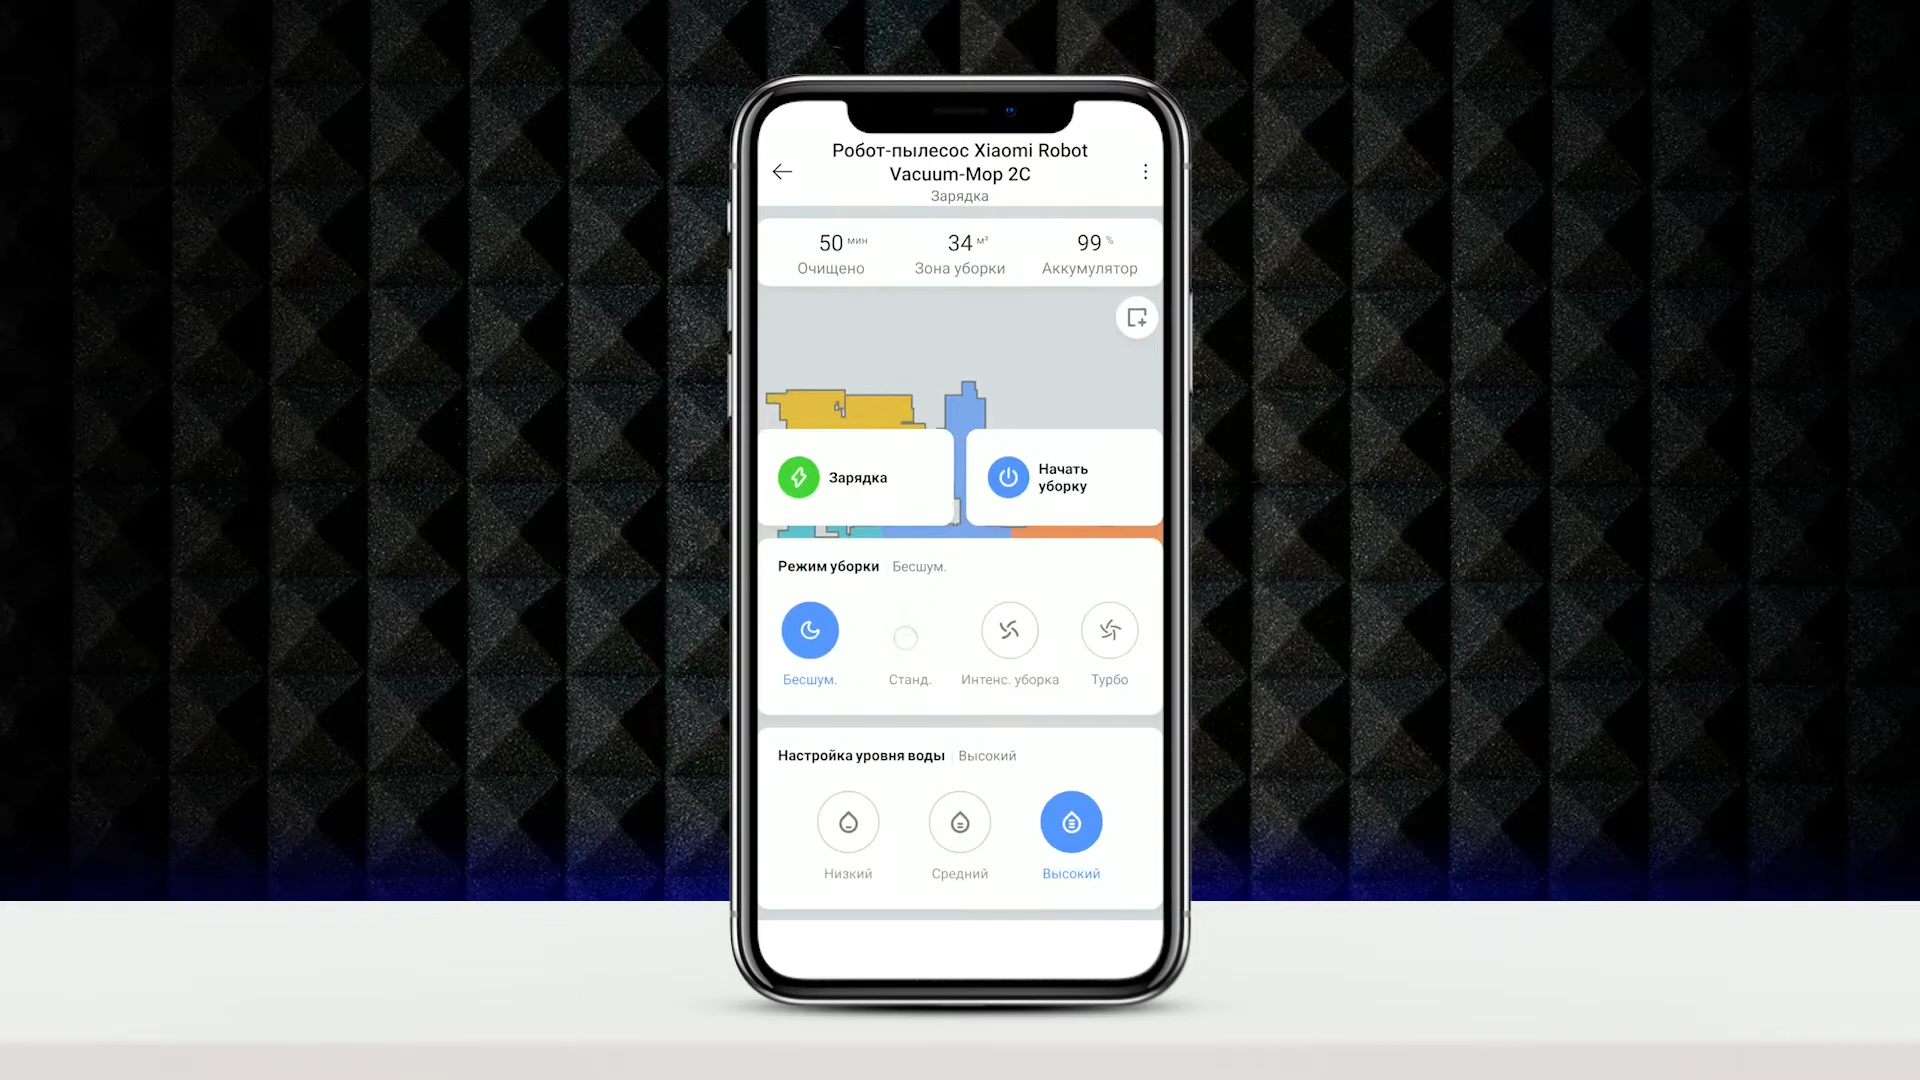 Робот-пылесос Xiaomi Robot
Vacuum-Mop 2C
Зарядка
50 мин
34 м²
99 %
Очищено
Зона уборки
Аккумулятор
Зарядка
Начать
уборку
Режим уборки Бесшум.
Бесшум.
Станд.
Интенс. уборка
Турбо
Настройка уровня воды Высокий
Низкий
Средний
Высокий